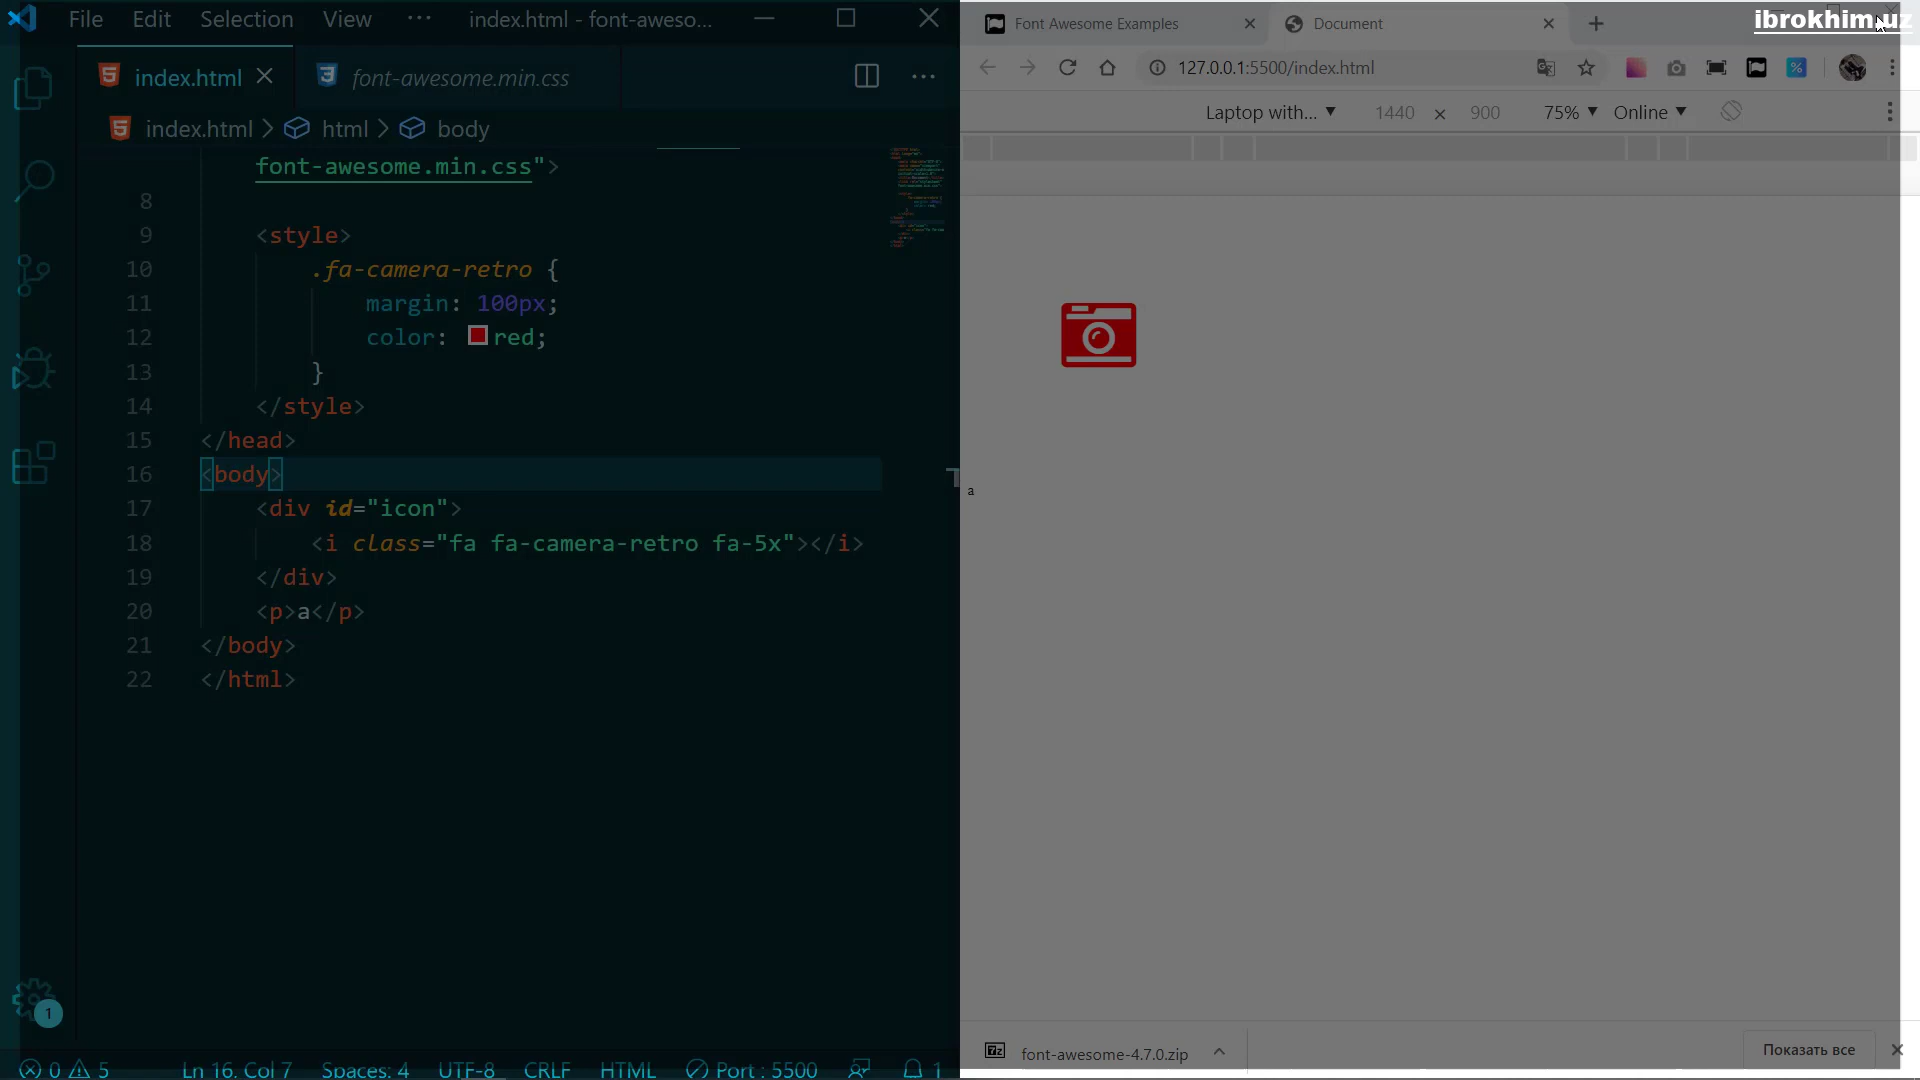 File Edit Selection View ··· index.html - font-aweso...
index.html font-awesome.min.css
index.html > html > body
font-awesome.min.css">
8
9 <style>
10 .fa-camera-retro {
11 margin: 100px;
12 color: red;
13 }
14 </style>
15 </head>
16 <body>
17 <div id="icon">
18 <i class="fa fa-camera-retro fa-5x"></i>
19 </div>
20 <p>a</p>
21 </body>
22 </html>
1
0 5 Ln 16, Col 7 Spaces: 4 UTF-8 CRLF HTML Port : 5500 1
Font Awesome Examples Document
ibrokhim.uz
127.0.0.1:5500/index.html
Laptop with... 1440 x 900 75% Online
a
7z font-awesome-4.7.0.zip Показать все